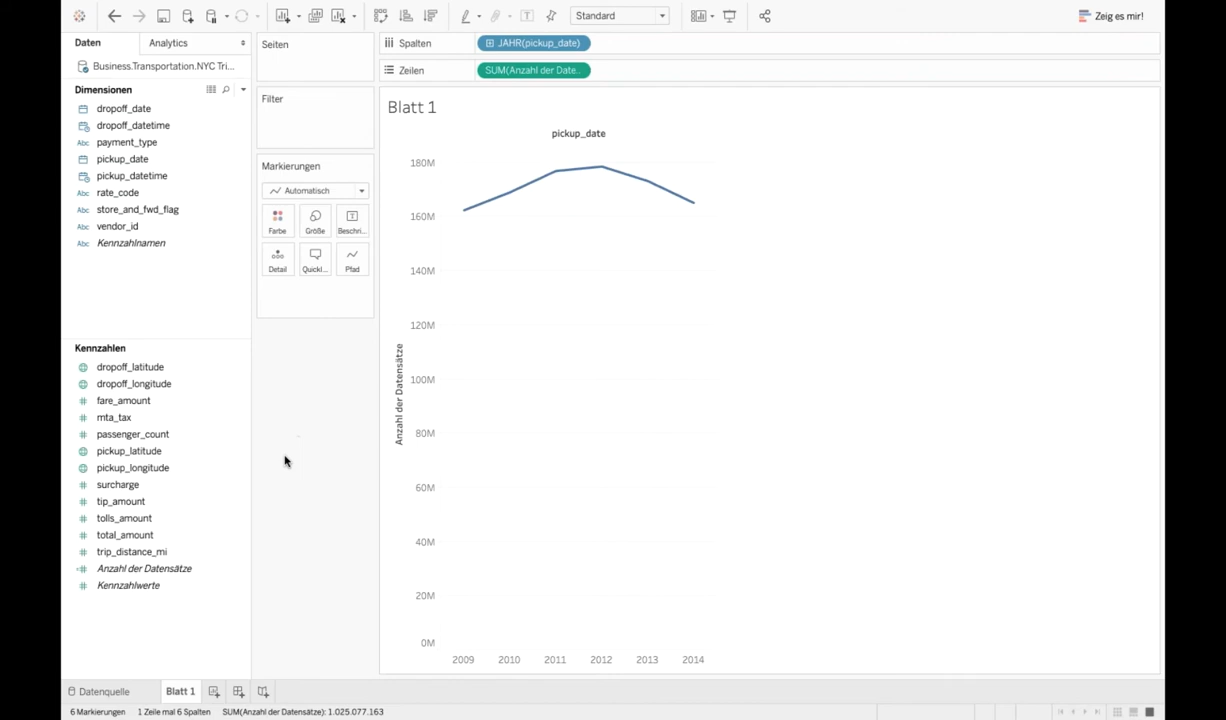 Standard
Zeig es mir!
Daten
Analytics
Business.Transportation.NYC Tri...
Dimensionen
dropoff_date
dropoff_datetime
Abc payment_type
pickup_date
pickup_datetime
Abc rate_code
Abc store_and_fwd_flag
Abc vendor_id
Abc Kennzahlnamen
Kennzahlen
dropoff_latitude
dropoff_longitude
fare_amount
mta_tax
passenger_count
pickup_latitude
pickup_longitude
surcharge
tip_amount
tolls_amount
total_amount
trip_distance_mi
Anzahl der Datensätze
Kennzahlwerte
Seiten
Filter
Markierungen
Automatisch
Farbe
Größe
Beschri...
Detail
Quickl...
Pfad
Spalten
JAHR(pickup_date)
Zeilen
SUM(Anzahl der Date..
Blatt 1
pickup_date
180M
160M
140M
120M
100M
80M
60M
40M
20M
0M
Anzahl der Datensätze
2009 2010 2011 2012 2013 2014
Datenquelle
Blatt 1
6 Markierungen
1 Zeile mal 6 Spalten
SUM(Anzahl der Datensätze): 1.025.077.163